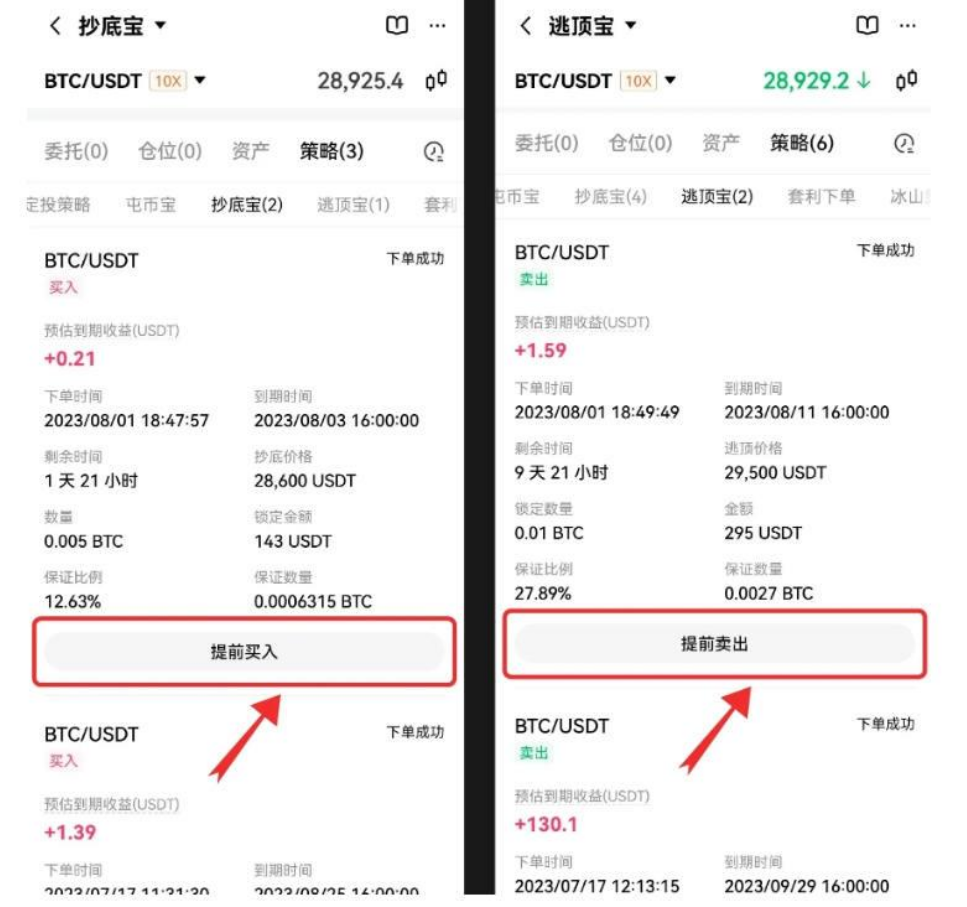 抄底宝
BTC/USDT 10X 28,925.4
委托(0) 仓位(0) 资产 策略(3)
定投策略 屯币宝 抄底宝(2) 逃顶宝(1) 套利
BTC/USDT 下单成功
买入
预估到期收益(USDT)
+0.21
下单时间 到期时间
2023/08/01 18:47:57 2023/08/03 16:00:00
剩余时间 抄底价格
1 天 21 小时 28,600 USDT
数量 锁定金额
0.005 BTC 143 USDT
保证比例 保证数量
12.63% 0.0006315 BTC
提前买入
BTC/USDT 下单成功
买入
预估到期收益(USDT)
+1.39
下单时间 到期时间
2023/07/17 11:31:30 2023/08/25 16:00:00
逃顶宝
BTC/USDT 10X 28,929.2
委托(0) 仓位(0) 资产 策略(6)
屯币宝 抄底宝(4) 逃顶宝(2) 套利下单 冰山
BTC/USDT 下单成功
卖出
预估到期收益(USDT)
+1.59
下单时间 到期时间
2023/08/01 18:49:49 2023/08/11 16:00:00
剩余时间 逃顶价格
9 天 21 小时 29,500 USDT
锁定数量 金额
0.01 BTC 295 USDT
保证比例 保证数量
27.89% 0.0027 BTC
提前卖出
BTC/USDT 下单成功
卖出
预估到期收益(USDT)
+130.1
下单时间 到期时间
2023/07/17 12:13:15 2023/09/29 16:00:00